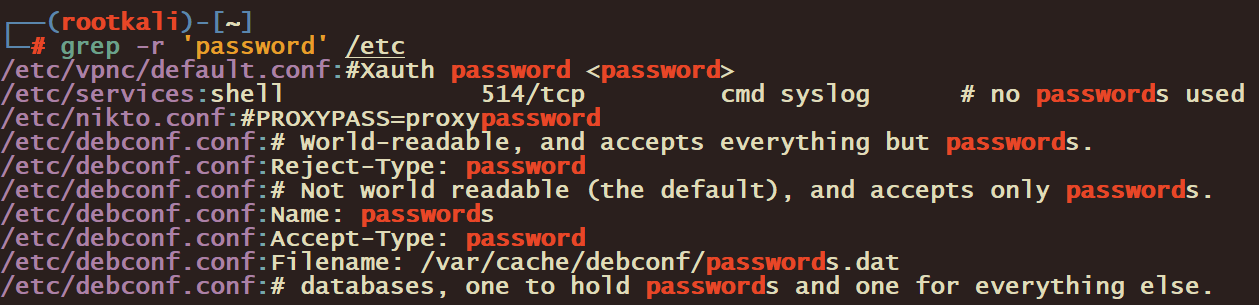 ┌──(rootkali)-[~]
└─# grep -r 'password' /etc
/etc/vpnc/default.conf:#Xauth password <password>
/etc/services:shell             514/tcp         cmd syslog      # no passwords used
/etc/nikto.conf:#PROXYPASS=proxypassword
/etc/debconf.conf:# World-readable, and accepts everything but passwords.
/etc/debconf.conf:Reject-Type: password
/etc/debconf.conf:# Not world readable (the default), and accepts only passwords.
/etc/debconf.conf:Name: passwords
/etc/debconf.conf:Accept-Type: password
/etc/debconf.conf:Filename: /var/cache/debconf/passwords.dat
/etc/debconf.conf:# databases, one to hold passwords and one for everything else.